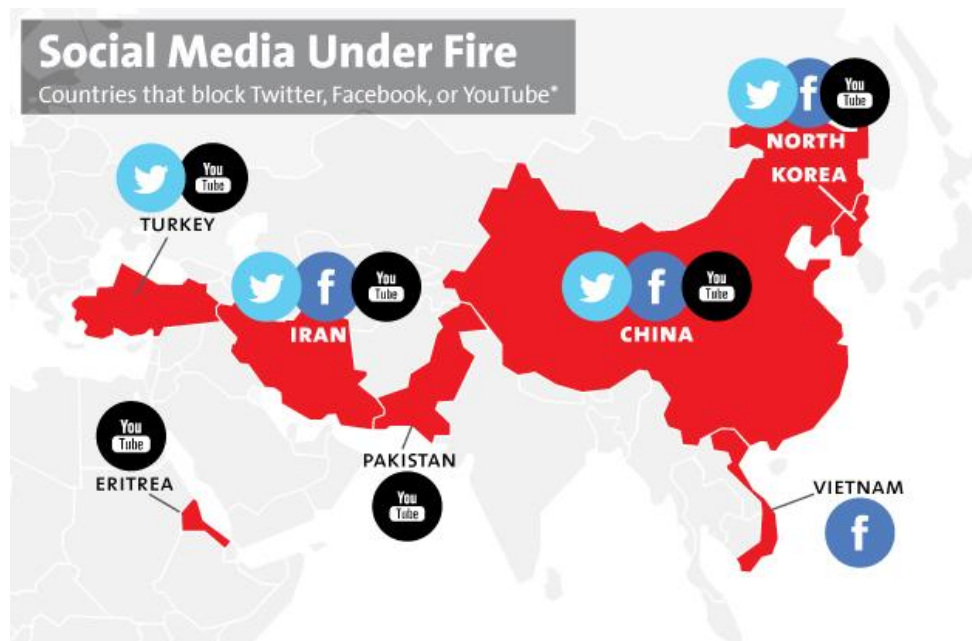 Social Media Under Fire
Countries that block Twitter, Facebook, or YouTube*
You
Tube
NORTH
KOREA
You
Tube
TURKEY
You
Tube
IRAN
You
Tube
CHINA
You
Tube
ERITREA
PAKISTAN
You
Tube
VIETNAM